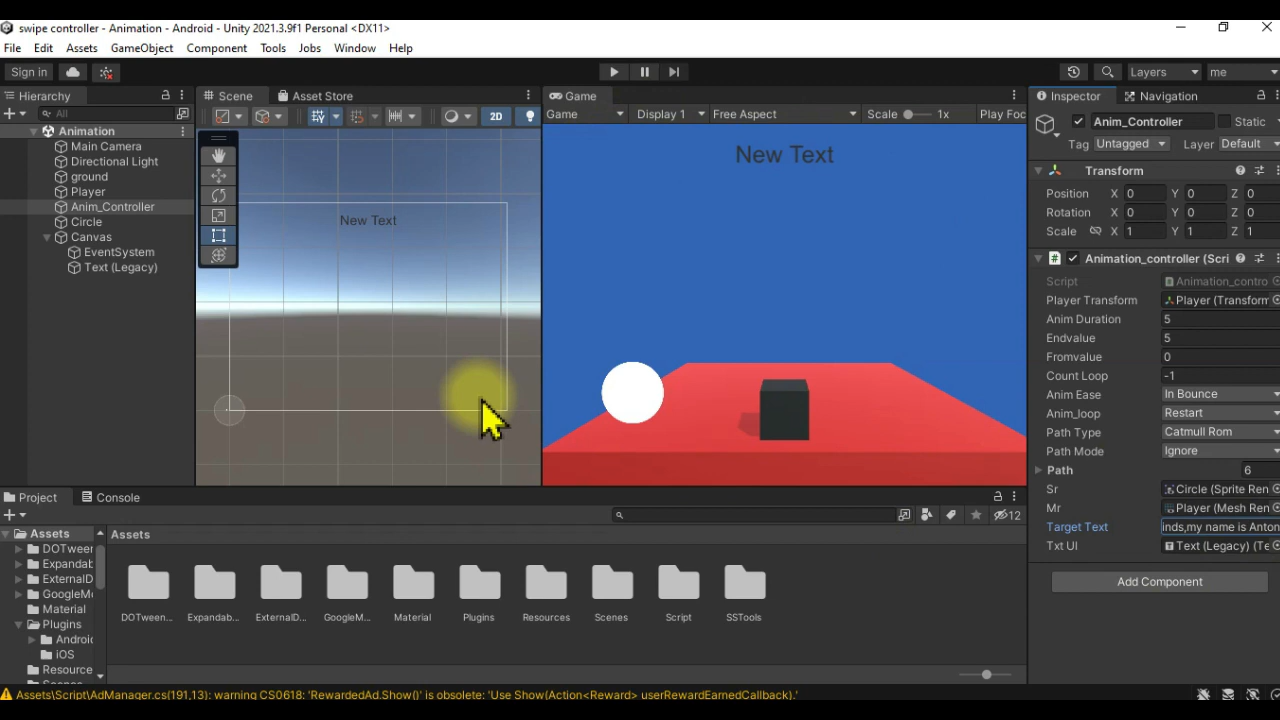 swipe controller - Animation - Android - Unity 2021.3.9f1 Personal <DX11>
File Edit Assets GameObject Component Tools Jobs Window Help
Sign in Layers me
Hierarchy
All
Animation
Main Camera
Directional Light
ground
Player
Anim_Controller
Circle
Canvas
EventSystem
Text (Legacy)
Scene Asset Store
2D
New Text
Game
Game Display 1 Free Aspect Scale 1x Play Foc
New Text
Inspector Navigation
Anim_Controller Static
Tag Untagged Layer Default
Transform
Position X 0 Y 0 Z 0
Rotation X 0 Y 0 Z 0
Scale X 1 Y 1 Z 1
Animation_controller (Scri
Script Animation_contro
Player Transform Player (Transform
Anim Duration 5
Endvalue 5
Fromvalue 0
Count Loop -1
Anim Ease In Bounce
Anim_loop Restart
Path Type Catmull Rom
Path Mode Ignore
Path 6
Sr Circle (Sprite Ren
Mr Player (Mesh Ren
Target Text inds,my name is Anton
Txt UI Text (Legacy) (Te
Add Component
Project Console
12
Assets
DOTween
Expandab
ExternalD
GoogleMo
Material
Plugins
Android
iOS
Resource
Assets
DOTween... Expandab... ExternalD... GoogleM... Material Plugins Resources Scenes Script SSTools
Assets\Script\AdManager.cs(191,13): warning CS0618: 'RewardedAd.Show()' is obsolete: 'Use Show(Action<Reward> userRewardEarnedCallback).'